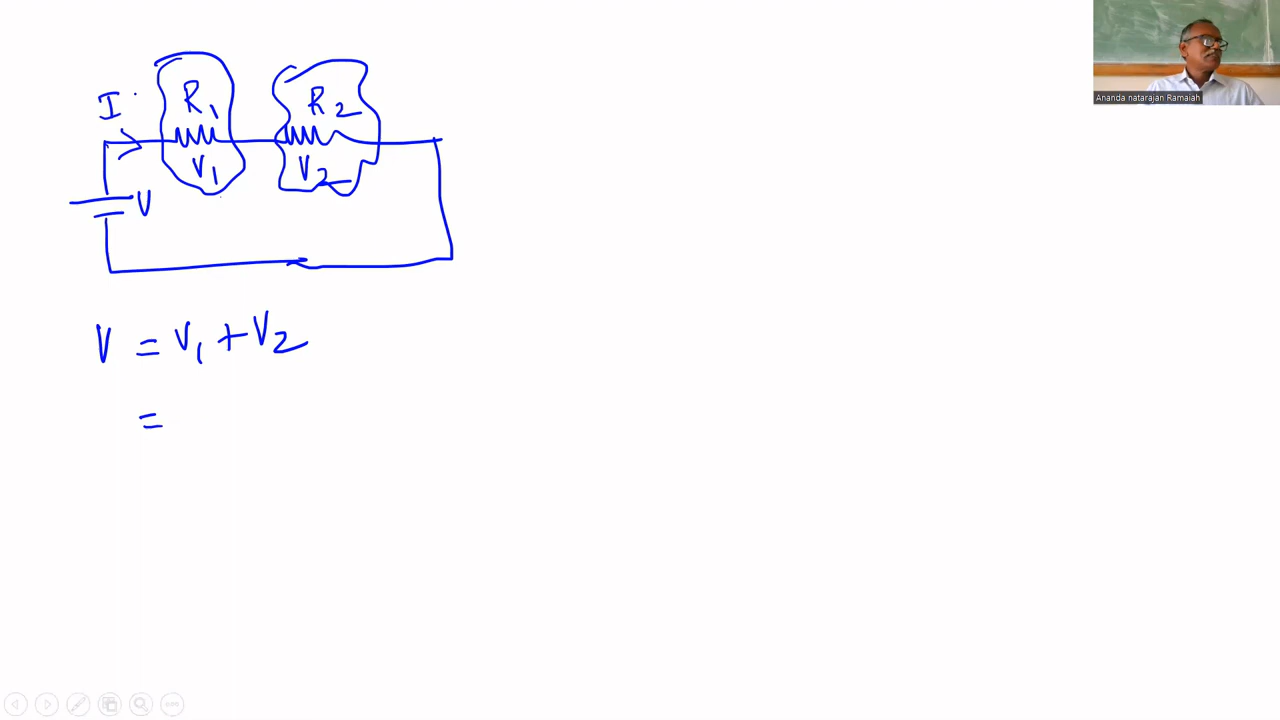 I
R1
R2
V1
V2
V
V = V1 + V2
=
Ananda natarajan Ramaiah